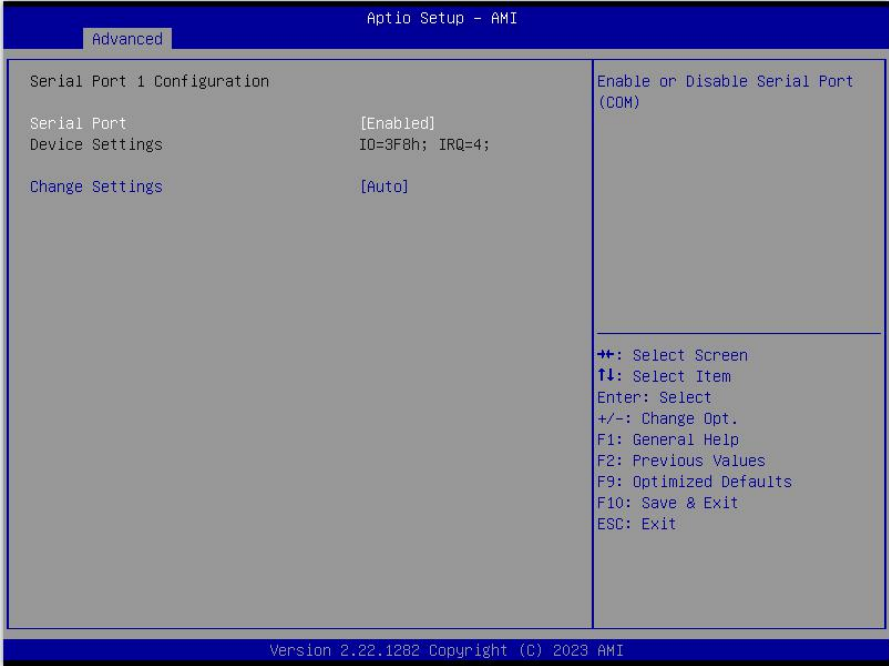 Aptio Setup – AMI
Advanced
Serial Port 1 Configuration
Serial Port [Enabled]
Device Settings IO=3F8h; IRQ=4;
Change Settings [Auto]
Enable or Disable Serial Port
(COM)
→←: Select Screen
↑↓: Select Item
Enter: Select
+/-: Change Opt.
F1: General Help
F2: Previous Values
F9: Optimized Defaults
F10: Save & Exit
ESC: Exit
Version 2.22.1282 Copyright (C) 2023 AMI